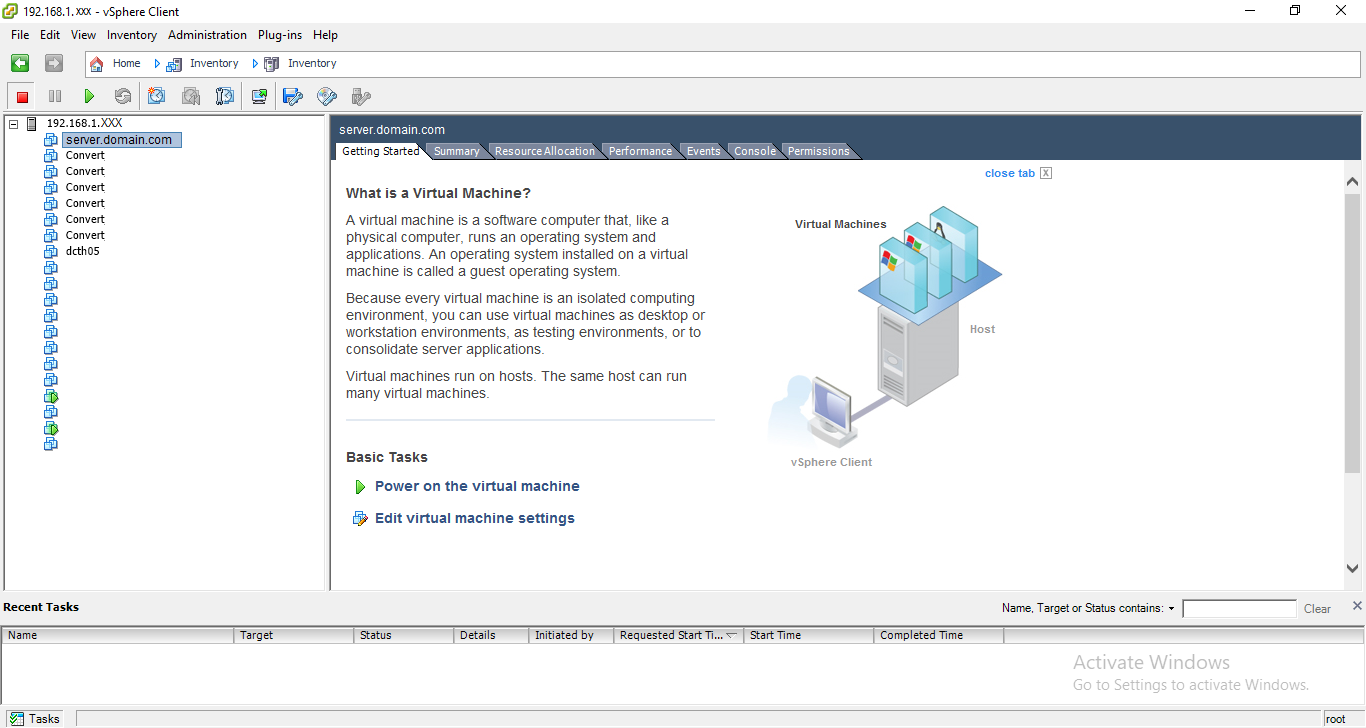 192.168.1.xxx - vSphere Client
File Edit View Inventory Administration Plug-ins Help
Home Inventory Inventory
192.168.1.XXX
server.domain.com
Convert
Convert
Convert
Convert
Convert
Convert
dcth05
server.domain.com
Getting Started Summary Resource Allocation Performance Events Console Permissions
close tab X
What is a Virtual Machine?
A virtual machine is a software computer that, like a
physical computer, runs an operating system and
applications. An operating system installed on a virtual
machine is called a guest operating system.
Because every virtual machine is an isolated computing
environment, you can use virtual machines as desktop or
workstation environments, as testing environments, or to
consolidate server applications.
Virtual machines run on hosts. The same host can run
many virtual machines.
Basic Tasks
Power on the virtual machine
Edit virtual machine settings
Virtual Machines
Host
vSphere Client
Recent Tasks
Name, Target or Status contains:
Clear
Name Target Status Details Initiated by Requested Start Ti... Start Time Completed Time
Activate Windows
Go to Settings to activate Windows.
Tasks
root